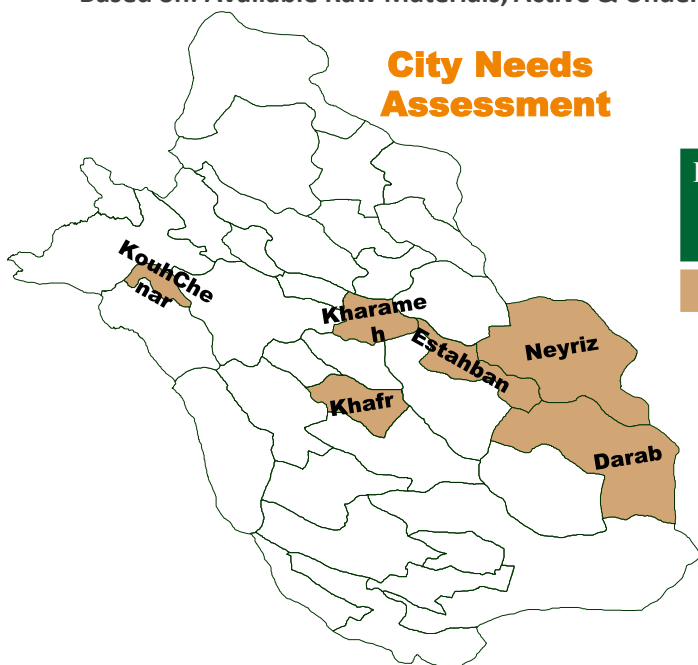 City Needs
Assessment
KouhChe
nar
Kharame
h
Estahban
Neyriz
Khafr
Darab